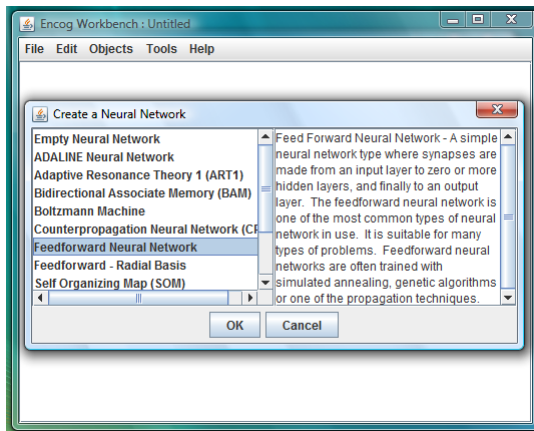 Encog Workbench : Untitled
File Edit Objects Tools Help
Create a Neural Network
Empty Neural Network
ADALINE Neural Network
Adaptive Resonance Theory 1 (ART1)
Bidirectional Associate Memory (BAM)
Boltzmann Machine
Counterpropagation Neural Network (CP
Feedforward Neural Network
Feedforward - Radial Basis
Self Organizing Map (SOM)
Feed Forward Neural Network - A simple
neural network type where synapses are
made from an input layer to zero or more
hidden layers, and finally to an output
layer. The feedforward neural network is
one of the most common types of neural
network in use. It is suitable for many
types of problems. Feedforward neural
networks are often trained with
simulated annealing, genetic algorithms
or one of the propagation techniques.
OK Cancel